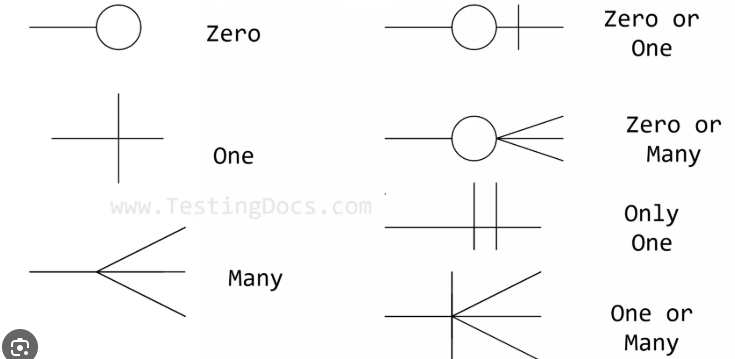 Zero
One
Many
www.TestingDocs.com
Zero or
One
Zero or
Many
Only
One
One or
Many